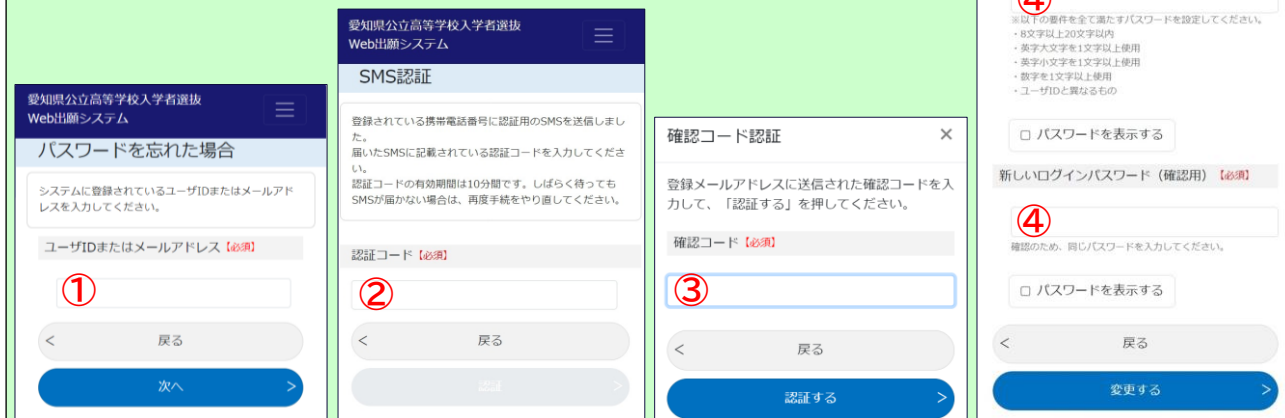 愛知県公立高等学校入学者選抜
Web出願システム
パスワードを忘れた場合
システムに登録されているユーザIDまたはメールアド
レスを入力してください。
ユーザIDまたはメールアドレス【必須】
①
< 戻る
次へ >
愛知県公立高等学校入学者選抜
Web出願システム
SMS認証
登録されている携帯電話番号に認証用のSMSを送信しまし
た。
届いたSMSに記載されている認証コードを入力してくださ
い。
認証コードの有効期間は10分間です。しばらく待っても
SMSが届かない場合は、再度手続をやり直してください。
認証コード【必須】
②
< 戻る
認証 >
確認コード認証 ×
登録メールアドレスに送信された確認コードを入
力して、「認証する」を押してください。
確認コード【必須】
③
< 戻る
認証する >
④
※以下の要件を全て満たすパスワードを設定してください。
・8文字以上20文字以内
・英字大文字を1文字以上使用
・英字小文字を1文字以上使用
・数字を1文字以上使用
・ユーザIDと異なるもの
パスワードを表示する
新しいログインパスワード（確認用）【必須】
④
確認のため、同じパスワードを入力してください。
パスワードを表示する
< 戻る
変更する >